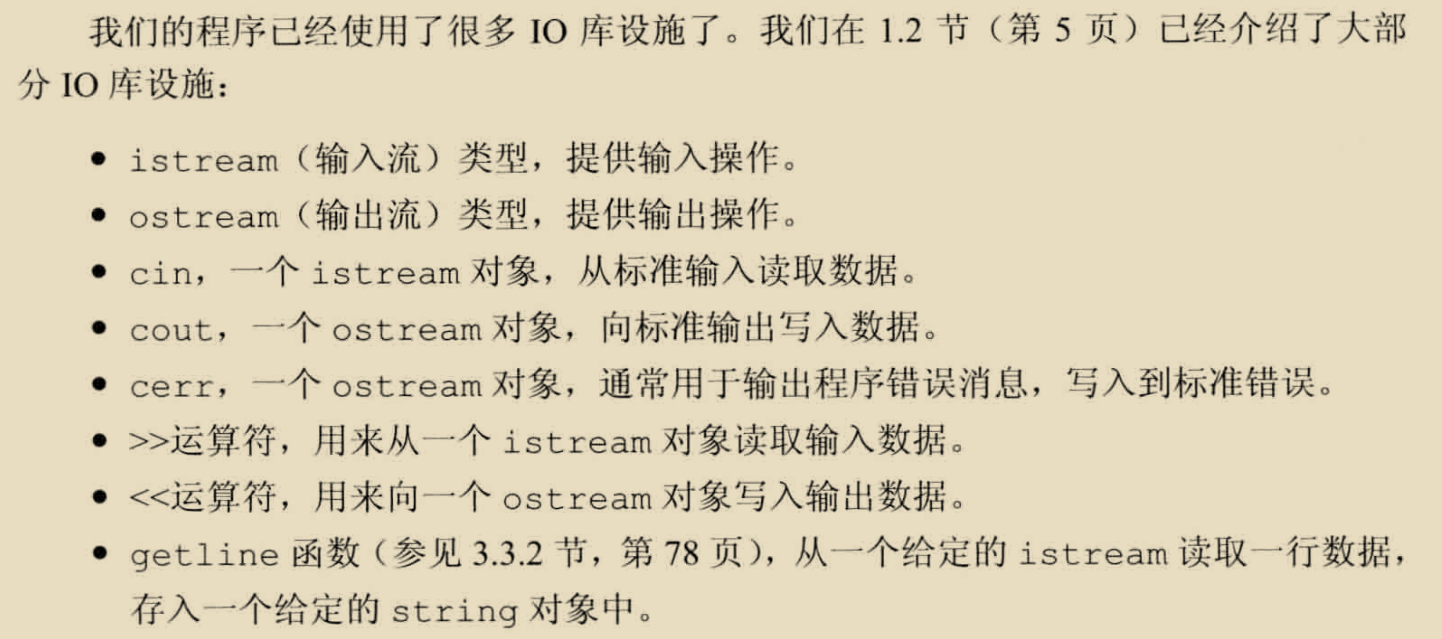 我们的程序已经使用了很多 IO 库设施了。我们在 1.2 节（第 5 页）已经介绍了大部
分 IO 库设施：
● istream（输入流）类型，提供输入操作。
● ostream（输出流）类型，提供输出操作。
● cin，一个 istream 对象，从标准输入读取数据。
● cout，一个 ostream 对象，向标准输出写入数据。
● cerr，一个 ostream 对象，通常用于输出程序错误消息，写入到标准错误。
● >>运算符，用来从一个 istream 对象读取输入数据。
● <<运算符，用来向一个 ostream 对象写入输出数据。
● getline 函数（参见 3.3.2 节，第 78 页），从一个给定的 istream 读取一行数据，
存入一个给定的 string 对象中。